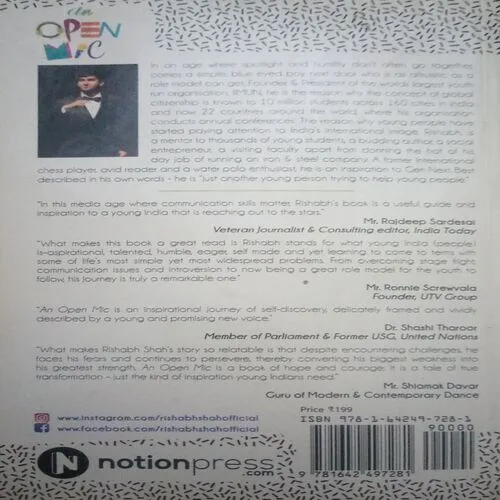 an
OPEN
MIC
In an age where spotlight and humility don't often go together,
comes a simple, blue eyed boy next door who is as altruistic as a
role model can get. Founder & President of the world's largest youth
run organisation, IIMUN, he is the reason why the concept of global
citizenship is known to 10 million students across 160 cities in India
and now 22 countries around the world, where his organisation
conducts annual conferences. The reason why young people have
started paying attention to India's international image, Rishabh, is
a mentor to thousands of young students, a budding author, a social
entrepreneur, a visiting faculty apart from donning the hat of his
day job of running an iron & steel company. A former international
chess player, avid reader and a water polo enthusiast, he is an inspiration to Gen Next. Best
described in his own words - he is "just another young person trying to help young people."
"In this media age where communication skills matter, Rishabh's book is a useful guide and
inspiration to a young India that is reaching out to the stars."
Mr. Rajdeep Sardesai
Veteran Journalist & Consulting editor, India Today
"What makes this book a great read is Rishabh stands for what young India (people)
is-aspirational, talented, humble, eager, self made and yet learning to come to terms with
some of life's most simple yet most widespread problems. From overcoming stage fright,
communication issues and introversion to now being a great role model for the youth to
follow, his journey is truly a remarkable one."
Mr. Ronnie Screwvala
Founder, UTV Group
"An Open Mic is an inspirational journey of self-discovery, delicately framed and vividly
described by a young and promising new voice."
Dr. Shashi Tharoor
Member of Parliament & Former USG, United Nations
"What makes Rishabh Shah's story so relatable is that despite encountering challenges, he
faces his fears and continues to persevere, thereby converting his biggest weakness into
his greatest strength. An Open Mic is a book of hope and courage; it is a tale of true
transformation – just the kind of inspiration young Indians need."
Mr. Shiamak Davar
Guru of Modern & Contemporary Dance
Price ₹199
ISBN 978-1-64249-728-1
90000
www.instagram.com/rishabhshahofficial
www.facebook.com/rishabhshahofficial
N notionpress
.com
9 781642 497281